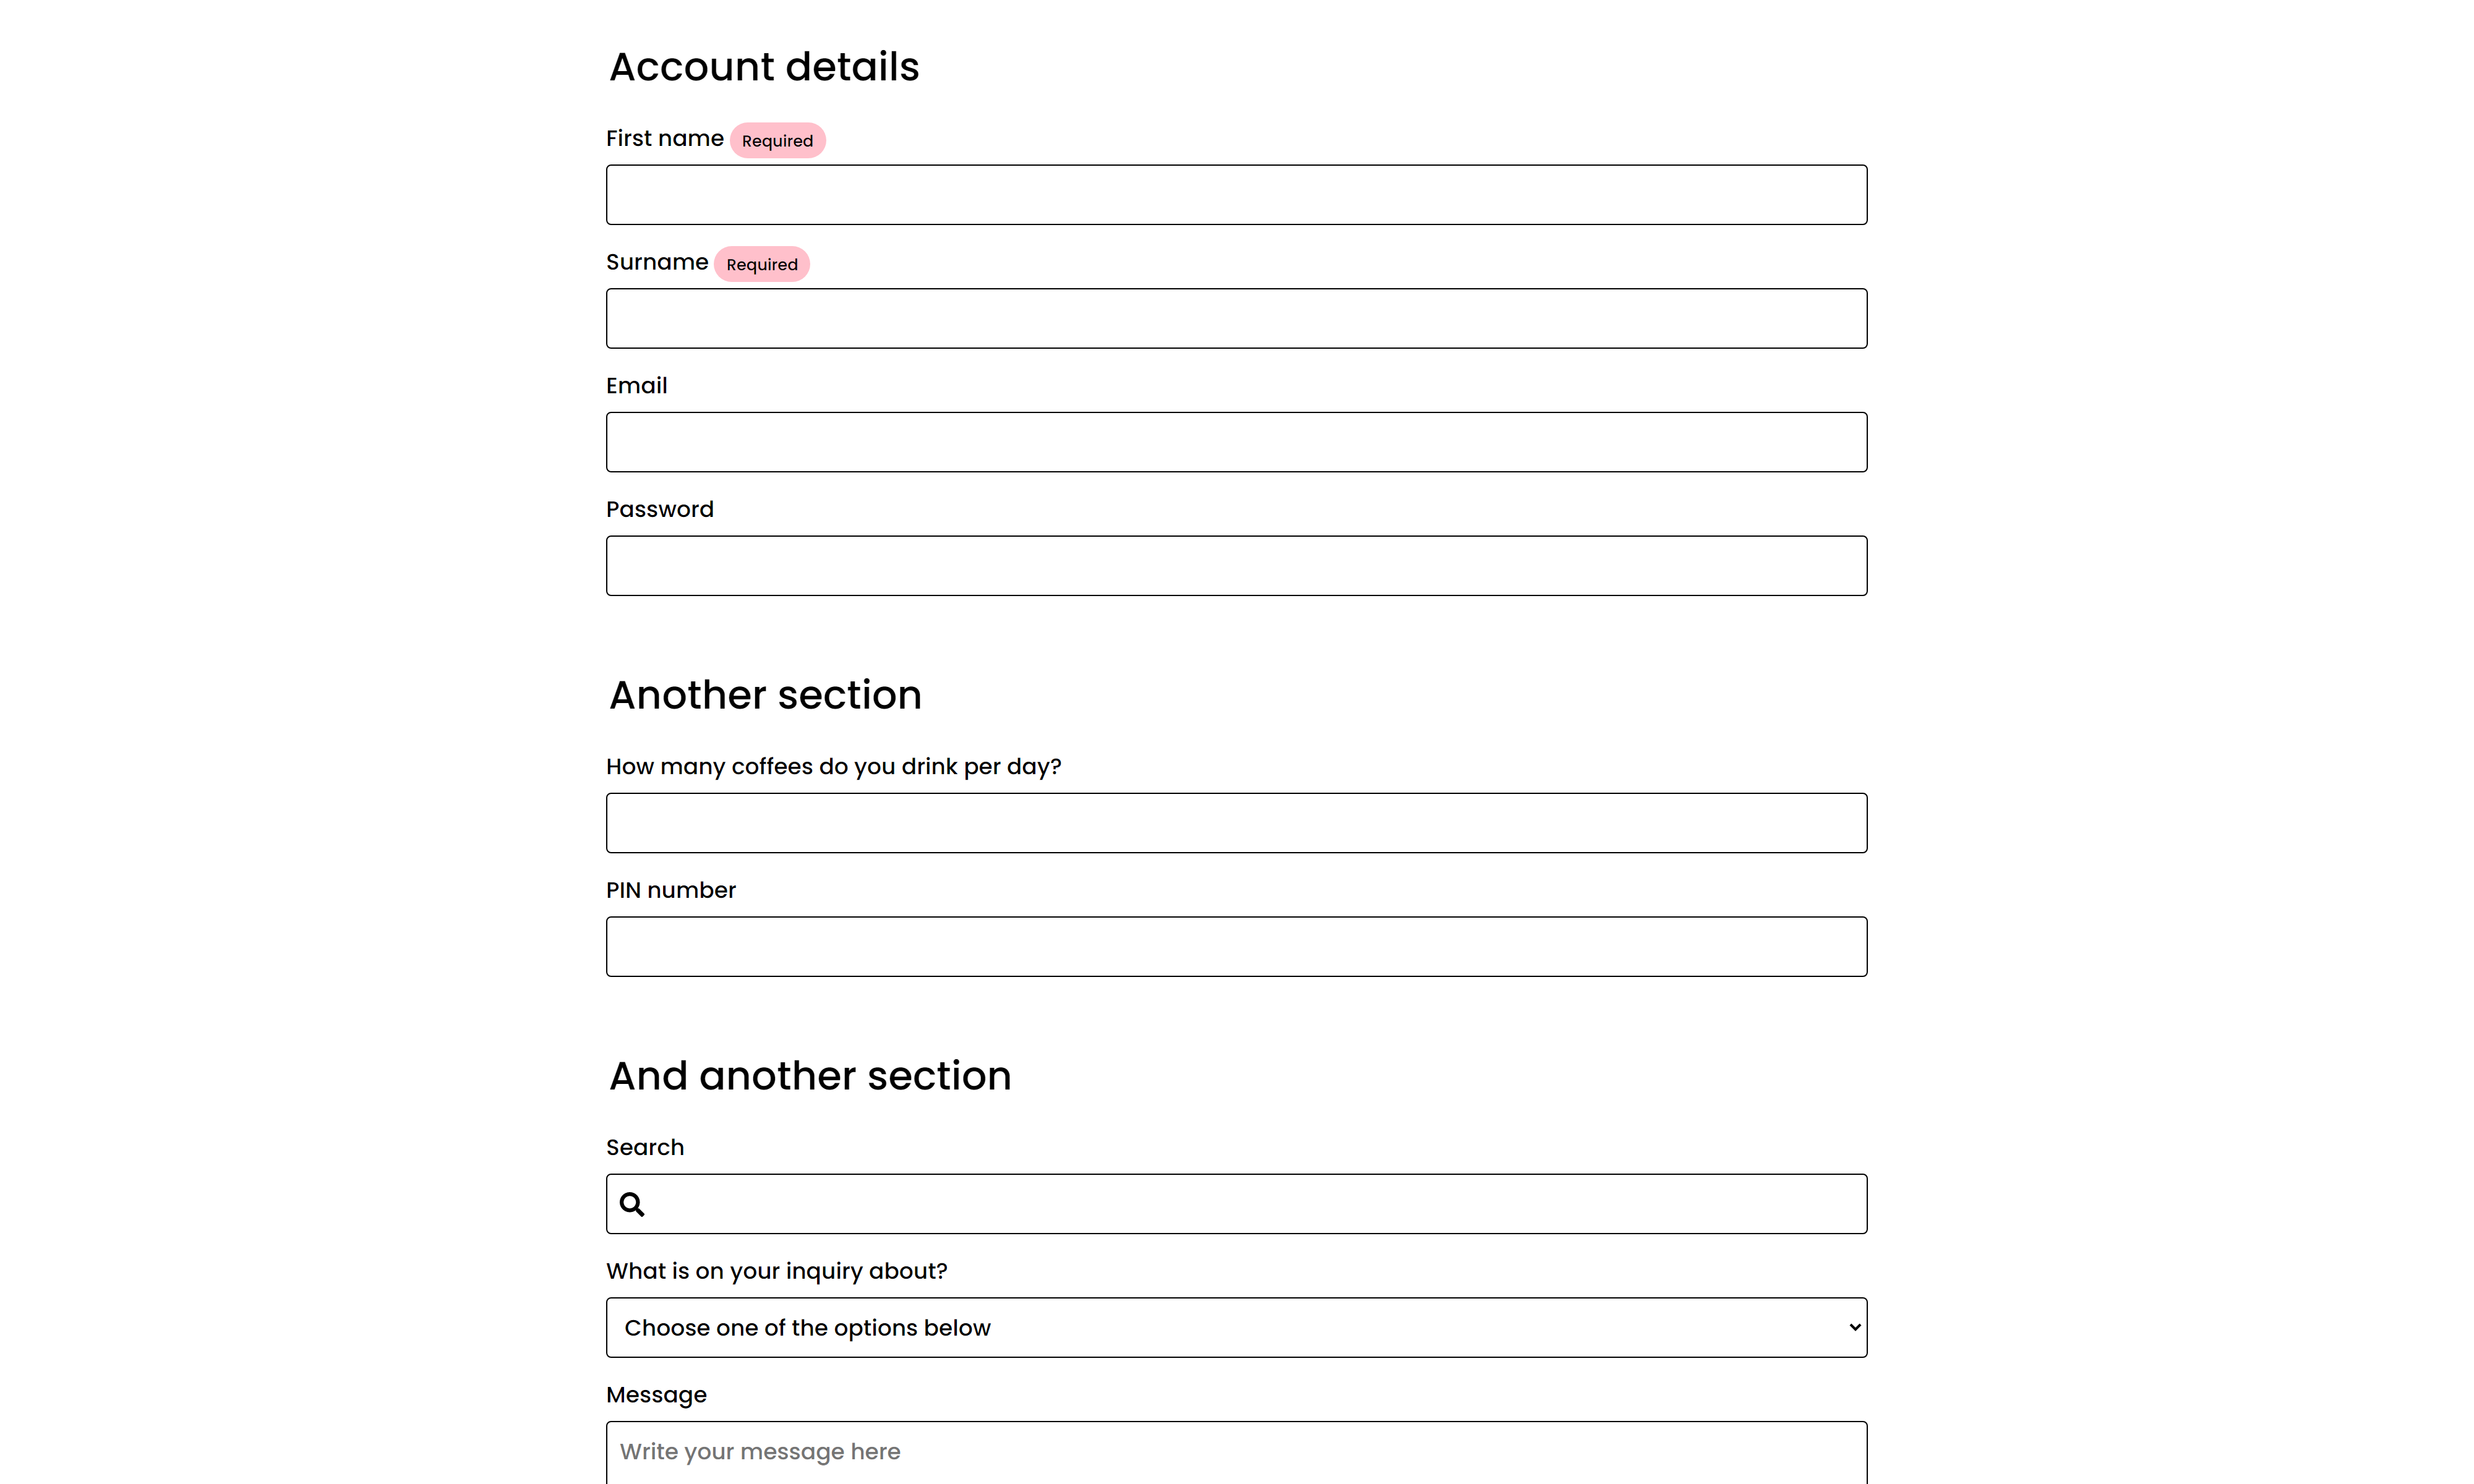 Account details
First name Required
Surname Required
Email
Password
Another section
How many coffees do you drink per day?
PIN number
And another section
Search
What is on your inquiry about?
Choose one of the options below
Message
Write your message here